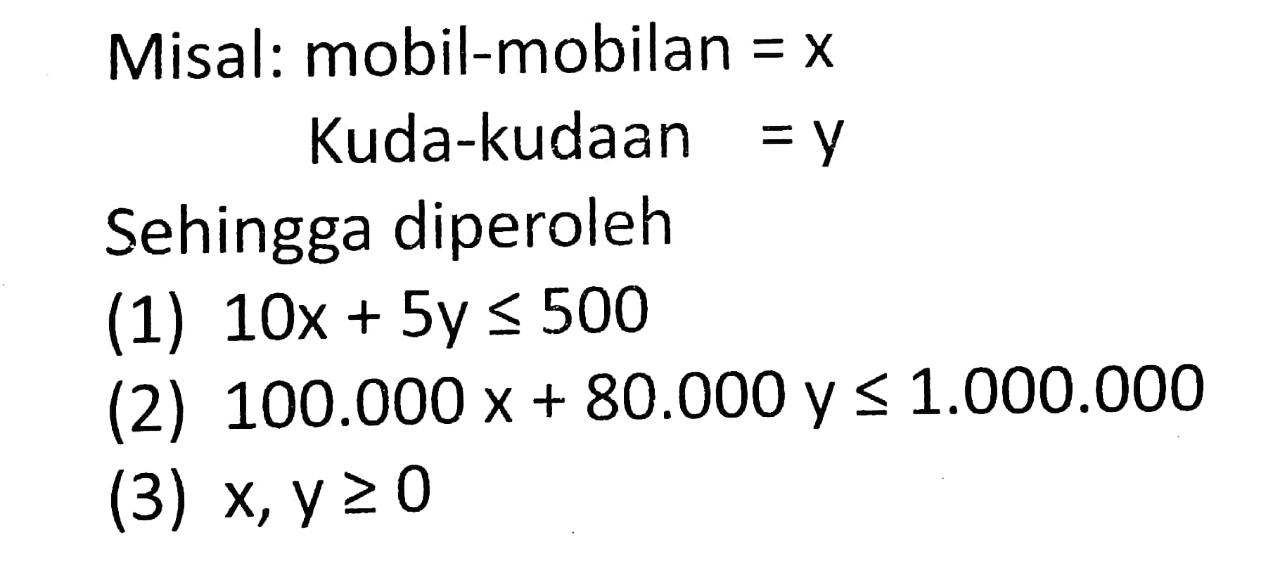 Misal: mobil-mobilan = x
Kuda-kudaan = y
Sehingga diperoleh
(1) 10x + 5y ≤ 500
(2) 100.000 x + 80.000 y ≤ 1.000.000
(3) x, y ≥ 0